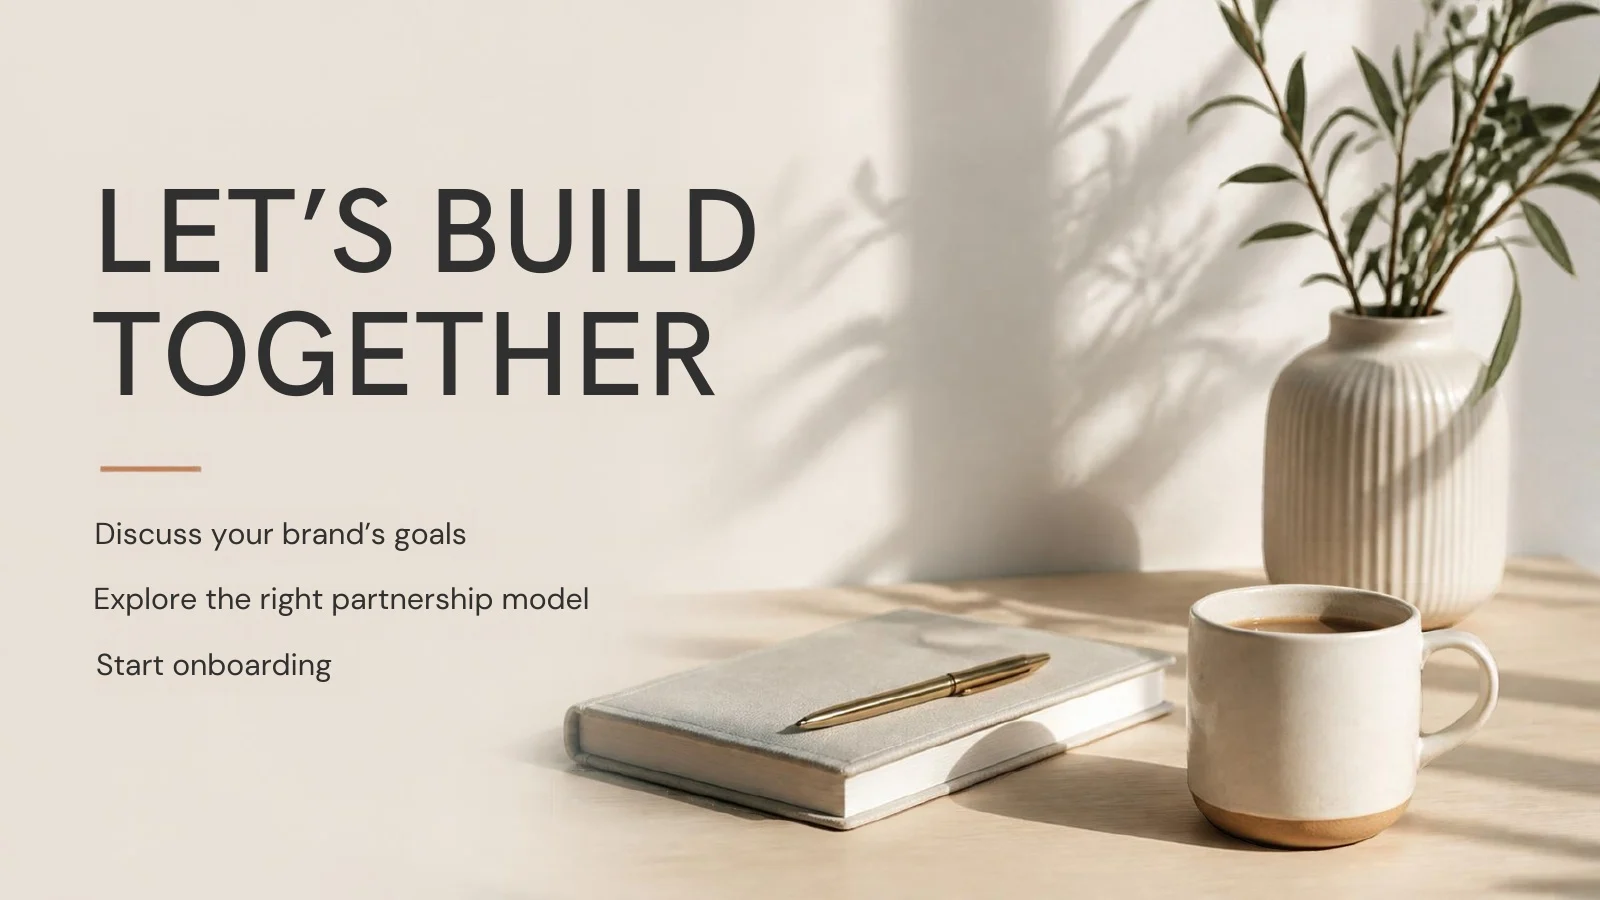 LET’S BUILD
TOGETHER
Discuss your brand’s goals
Explore the right partnership model
Start onboarding